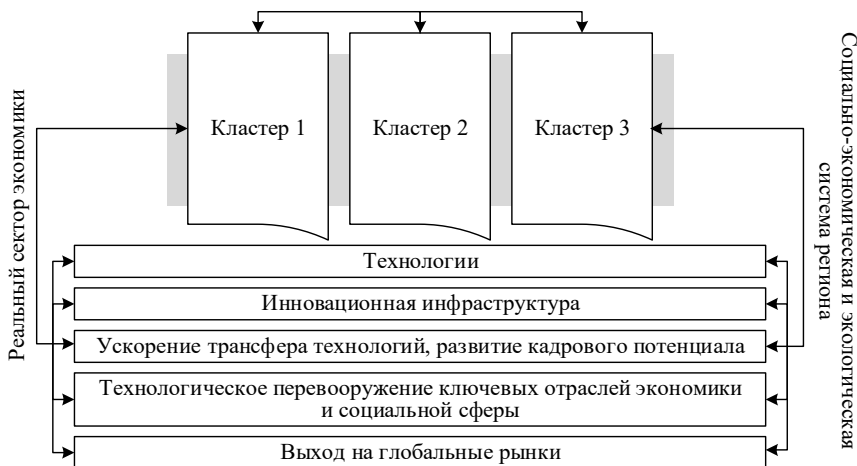 Кластер 1
Кластер 2
Кластер 3
Реальный сектор экономики
Социально-экономическая и экологическая
система региона
Технологии
Инновационная инфраструктура
Ускорение трансфера технологий, развитие кадрового потенциала
Технологическое перевооружение ключевых отраслей экономики
и социальной сферы
Выход на глобальные рынки